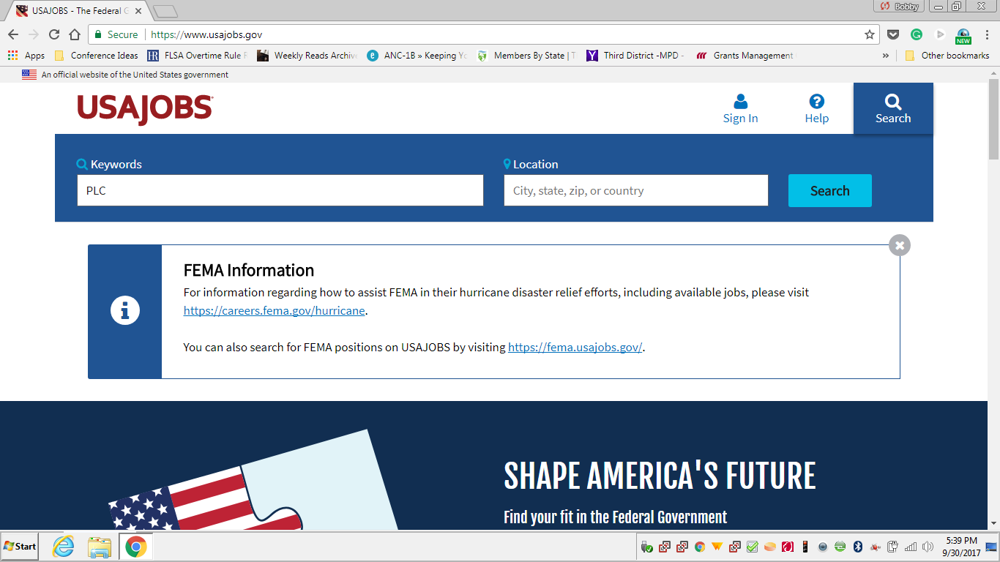 USAJOBS - The Federal G
Bobby
Secure
https://www.usajobs.gov
NEW
Apps
Conference Ideas
FLSA Overtime Rule R
Weekly Reads Archive
ANC-1B » Keeping Yo
Members By State | T
Third District -MPD -
Grants Management
»
Other bookmarks
An official website of the United States government
USAJOBS
Sign In
Help
Search
Keywords
Location
PLC
City, state, zip, or country
Search
FEMA Information
For information regarding how to assist FEMA in their hurricane disaster relief efforts, including available jobs, please visit
https://careers.fema.gov/hurricane.
You can also search for FEMA positions on USAJOBS by visiting https://fema.usajobs.gov/.
SHAPE AMERICA'S FUTURE
Find your fit in the Federal Government
Start
5:39 PM
9/30/2017